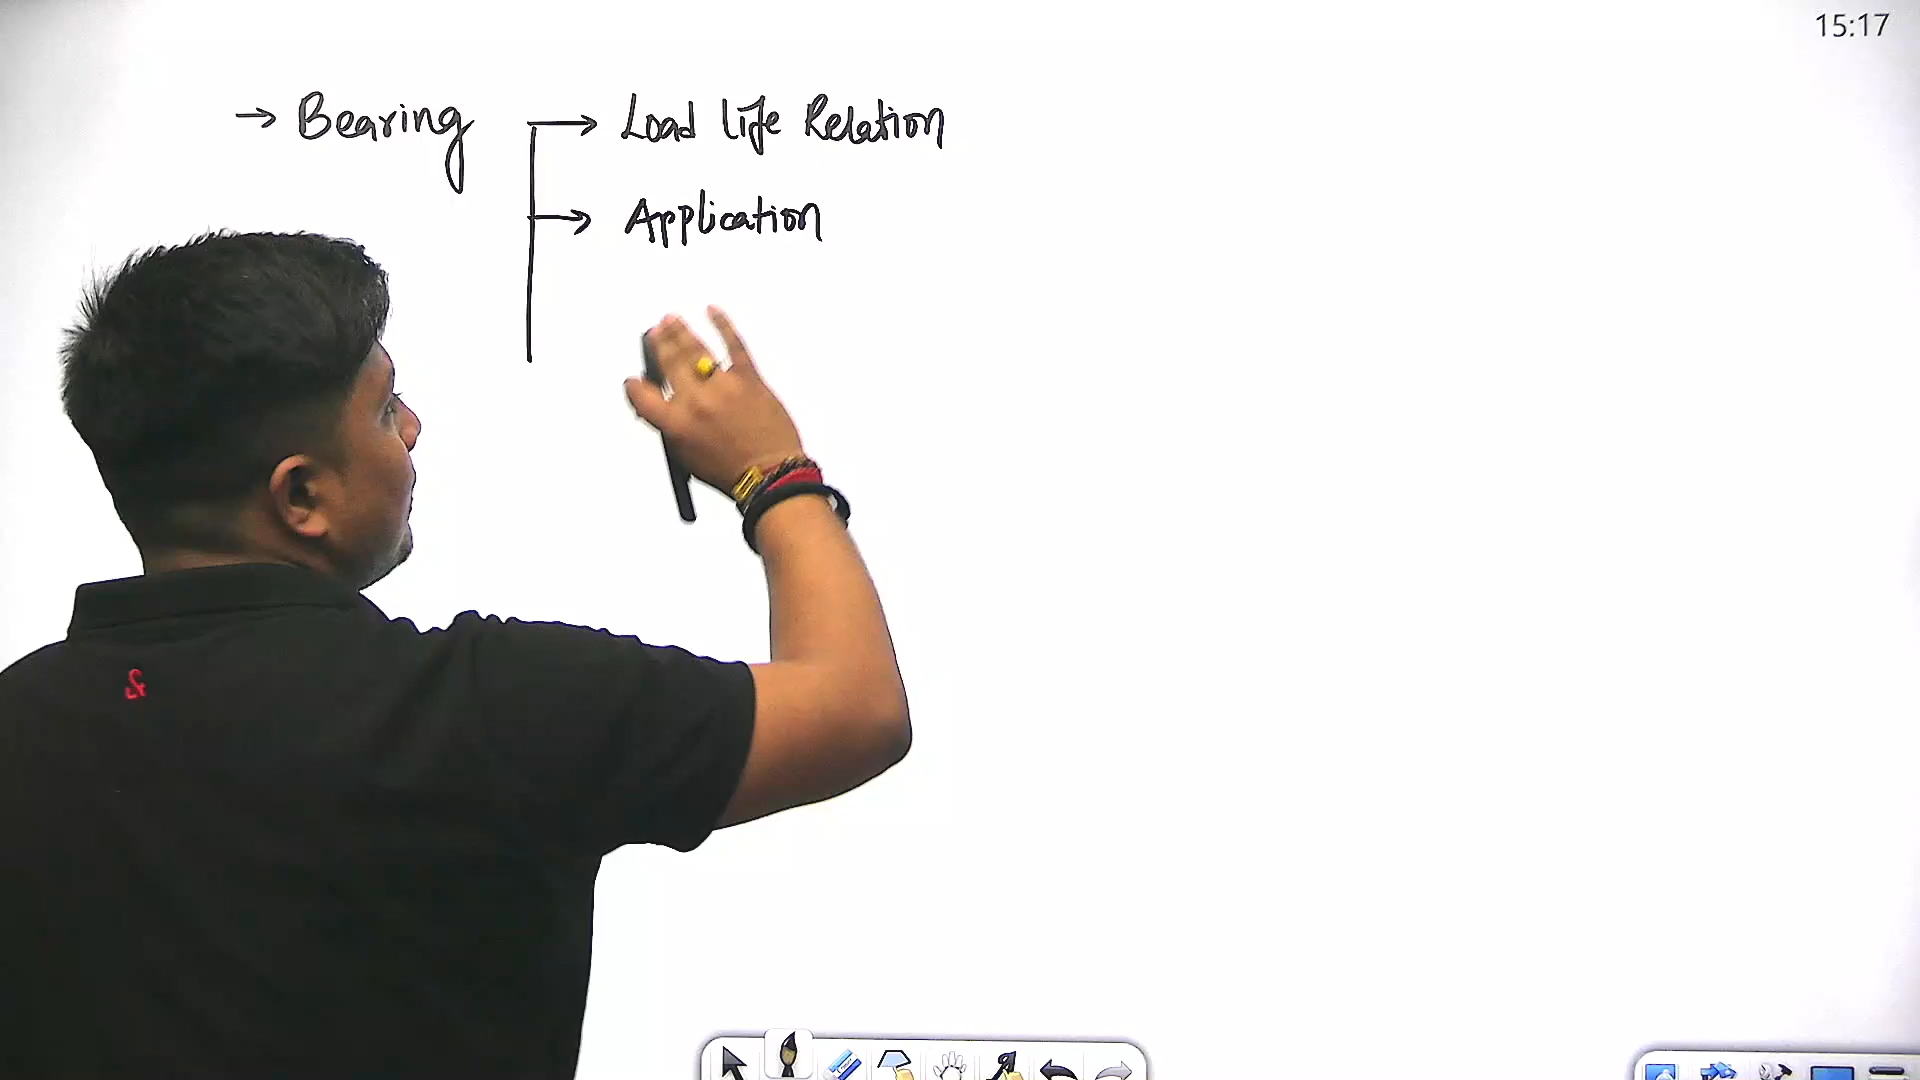 15:17
→ Bearing → Load life Relation
→ Application